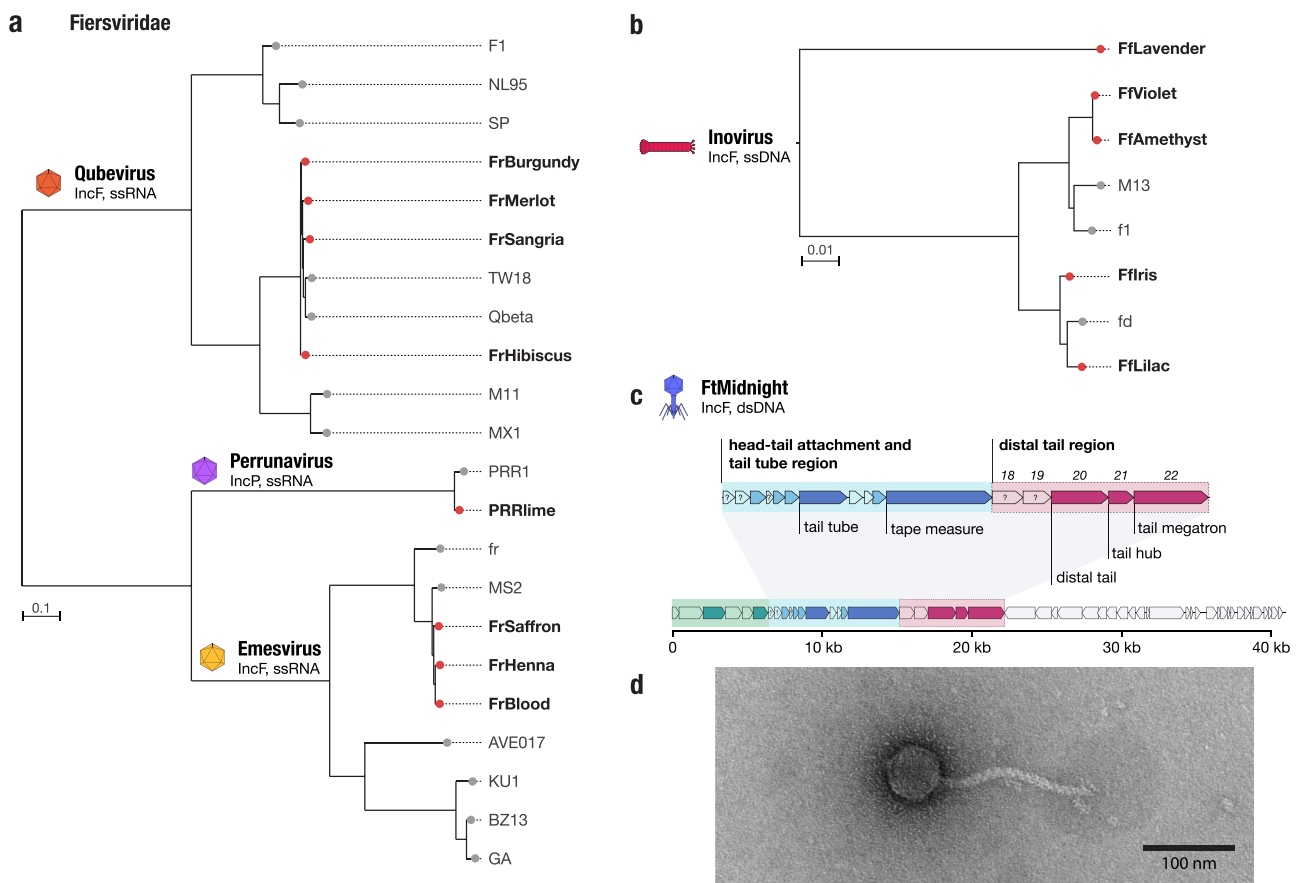 a
Fiersviridae
F1
NL95
SP
FrBurgundy
Qubevirus
IncF, ssRNA
FrMerlot
FrSangria
TW18
Qbeta
FrHibiscus
M11
MX1
Perrunavirus
IncP, ssRNA
PRR1
PRRlime
fr
MS2
0.1
FrSaffron
Emesvirus
IncF, ssRNA
FrHenna
FrBlood
AVE017
KU1
BZ13
GA
b
FfLavender
FfViolet
Inovirus
IncF, ssDNA
FfAmethyst
M13
f1
0.01
FfIris
fd
FfLilac
c
FtMidnight
IncF, dsDNA
head-tail attachment and
tail tube region
distal tail region
18 19 20 21 22
? ? ? ?
tail tube
tape measure
tail megatron
tail hub
distal tail
0 10 kb 20 kb 30 kb 40 kb
d
100 nm